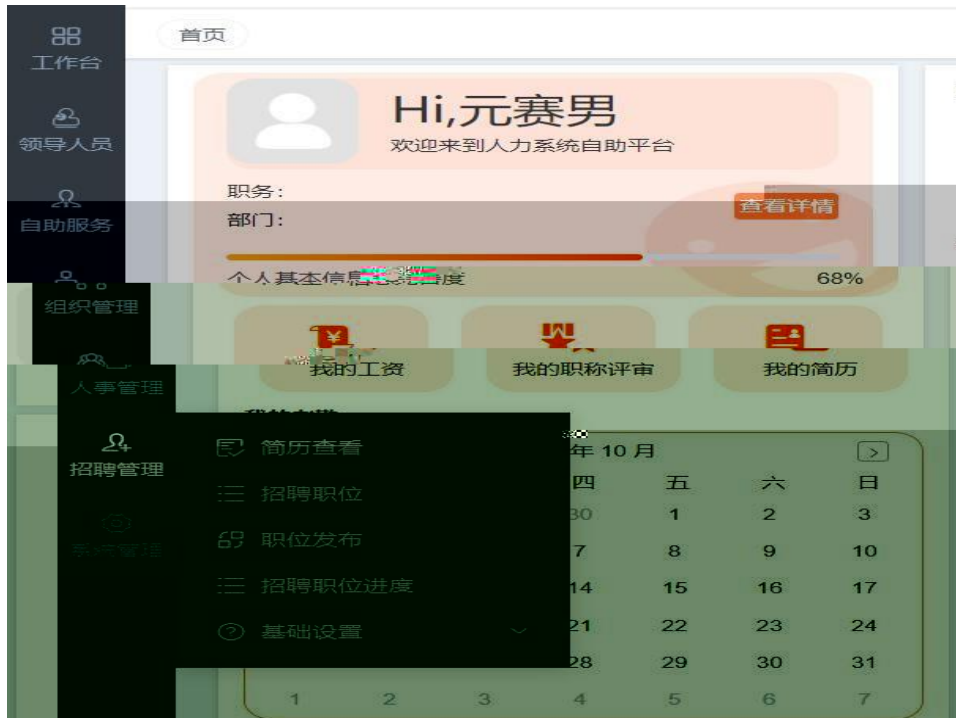 首页
工作台
Hi,元赛男
欢迎来到人力系统自助平台
领导人员
职务:
查看详情
自助服务
部门:
68%
组织管理
我的工资 我的职称评审 我的简历
人事管理
年 10 月
招聘管理
简历查看
四 五 六 日
招聘职位
30 1 2 3
系统管理
职位发布
7 8 9 10
招聘职位进度
14 15 16 17
基础设置
21 22 23 24
28 29 30 31
1 2 3 4 5 6 7